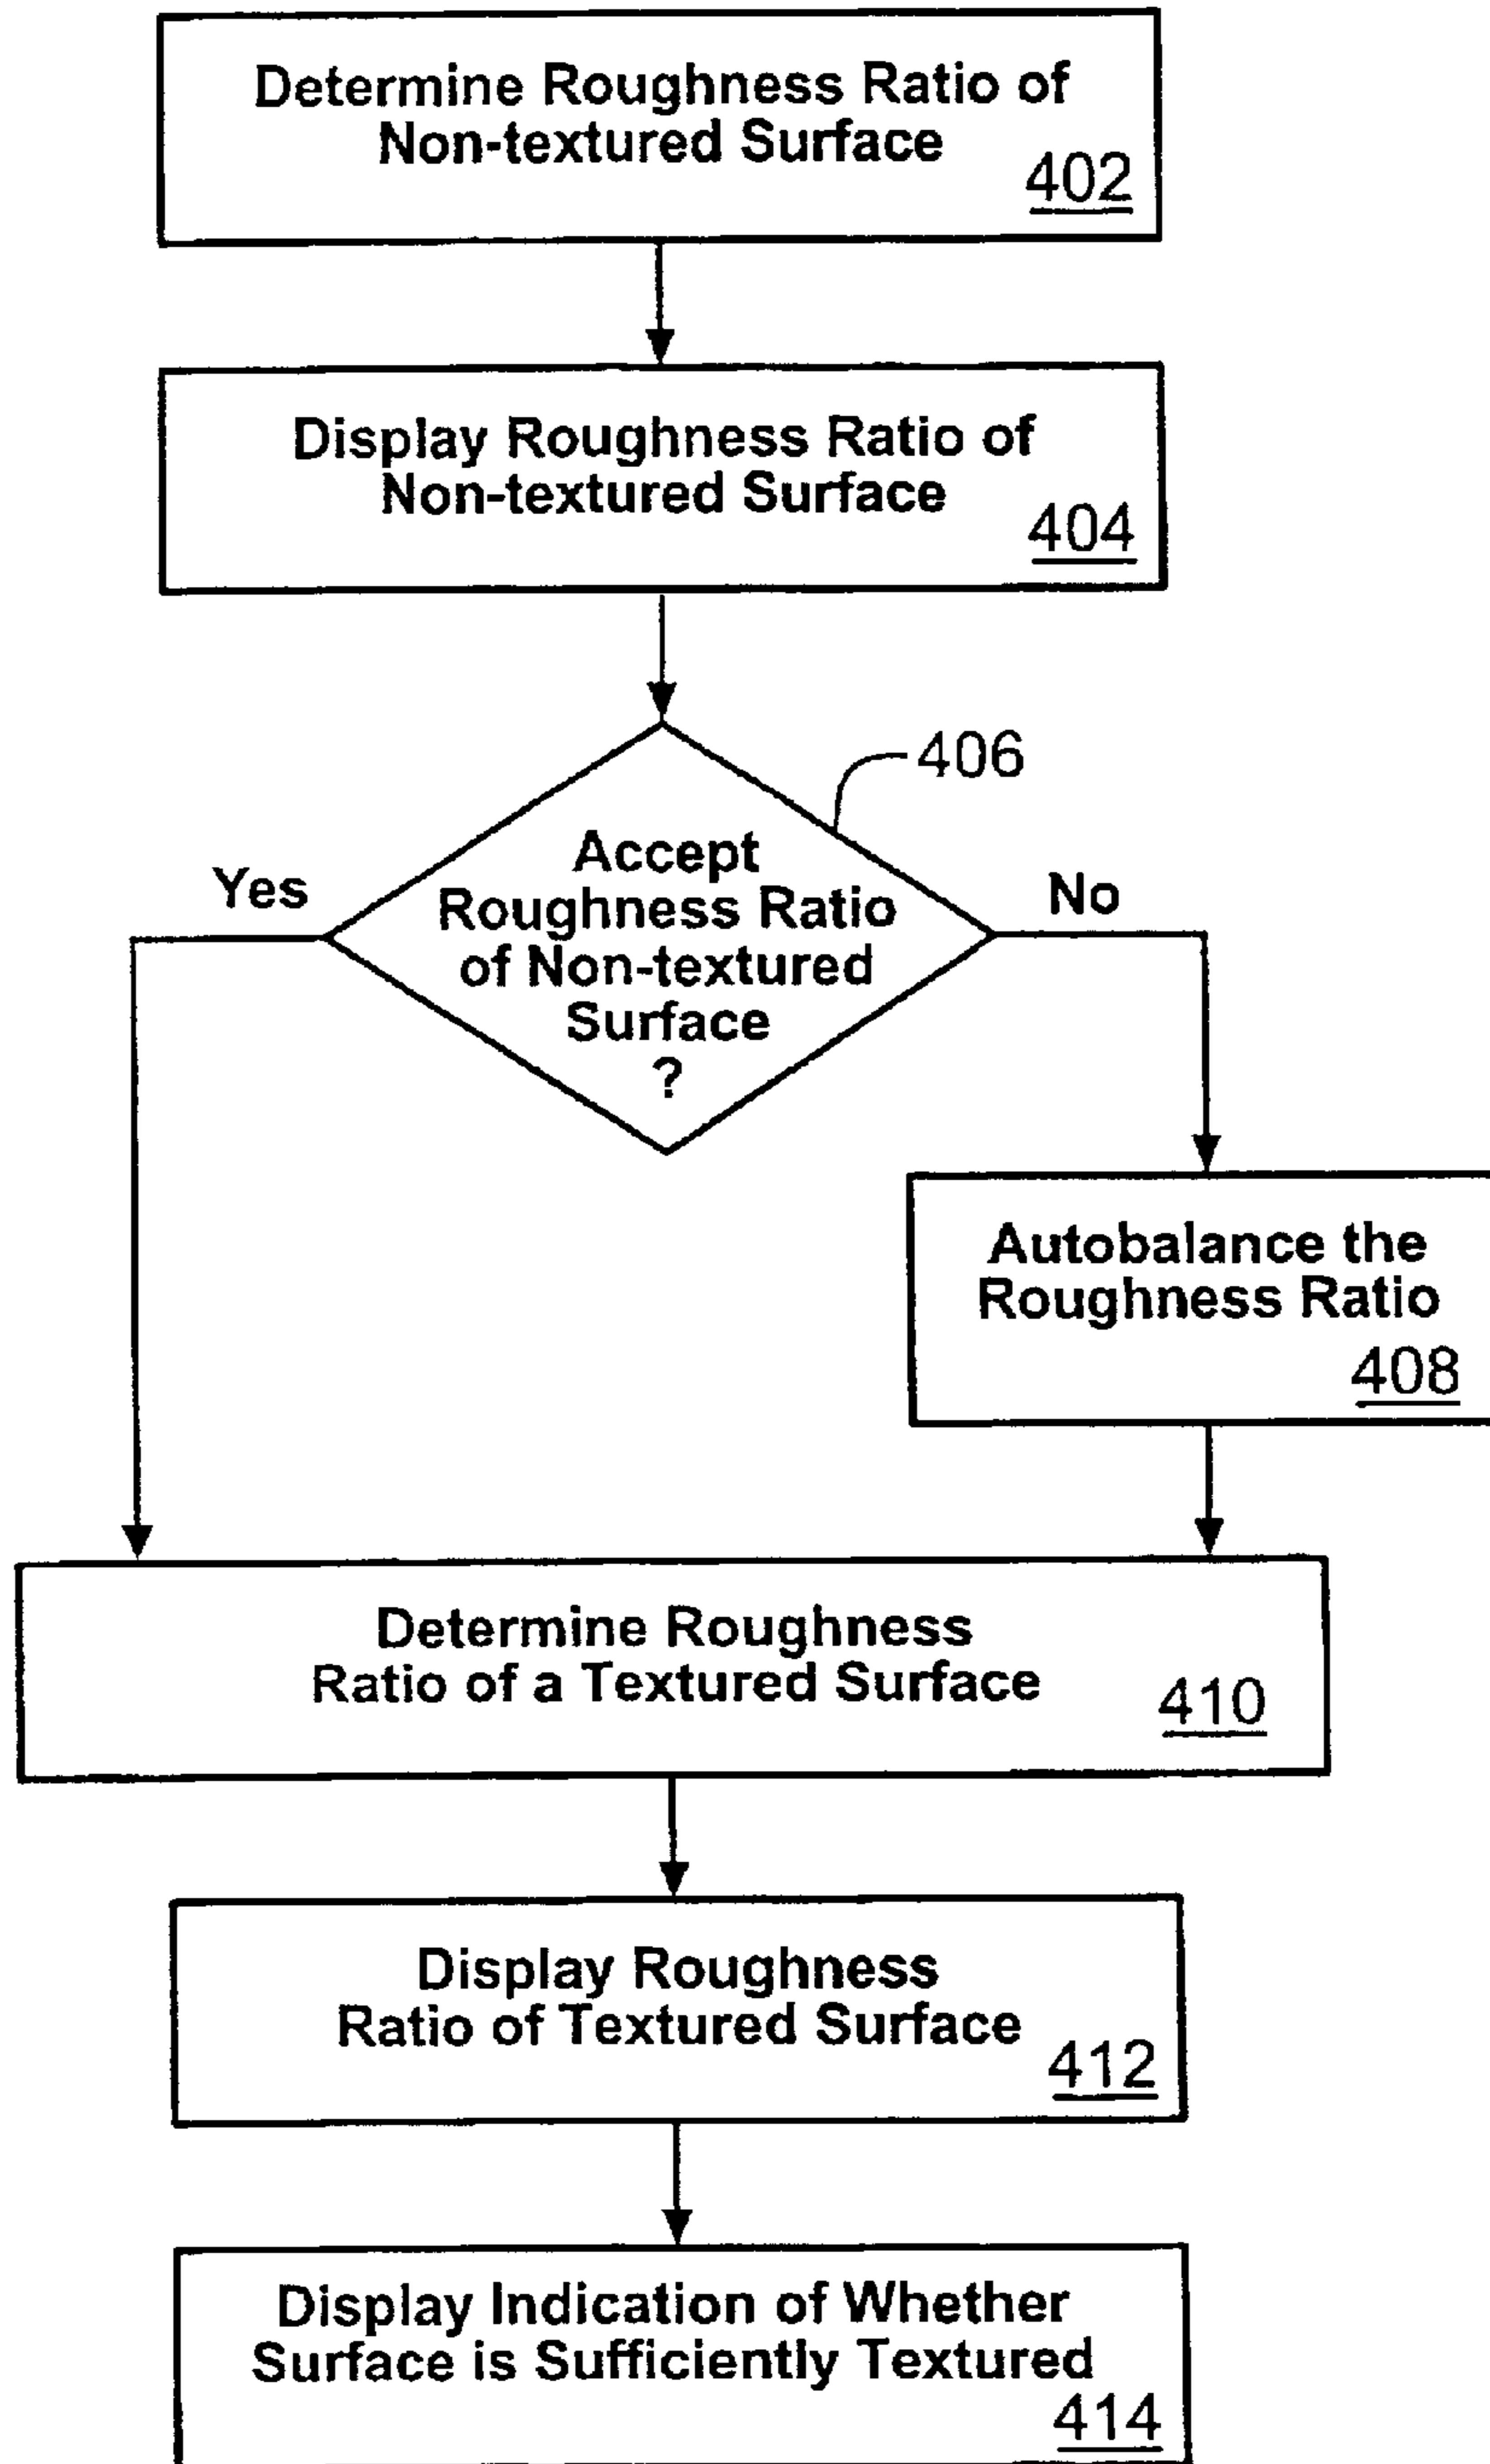 Determine Roughness Ratio of
Non-textured Surface
402
Display Roughness Ratio of
Non-textured Surface
404
406
Accept
Roughness Ratio
of Non-textured
Surface
?
Yes
No
Autobalance the
Roughness Ratio
408
Determine Roughness
Ratio of a Textured Surface
410
Display Roughness
Ratio of Textured Surface
412
Display Indication of Whether
Surface is Sufficiently Textured
414